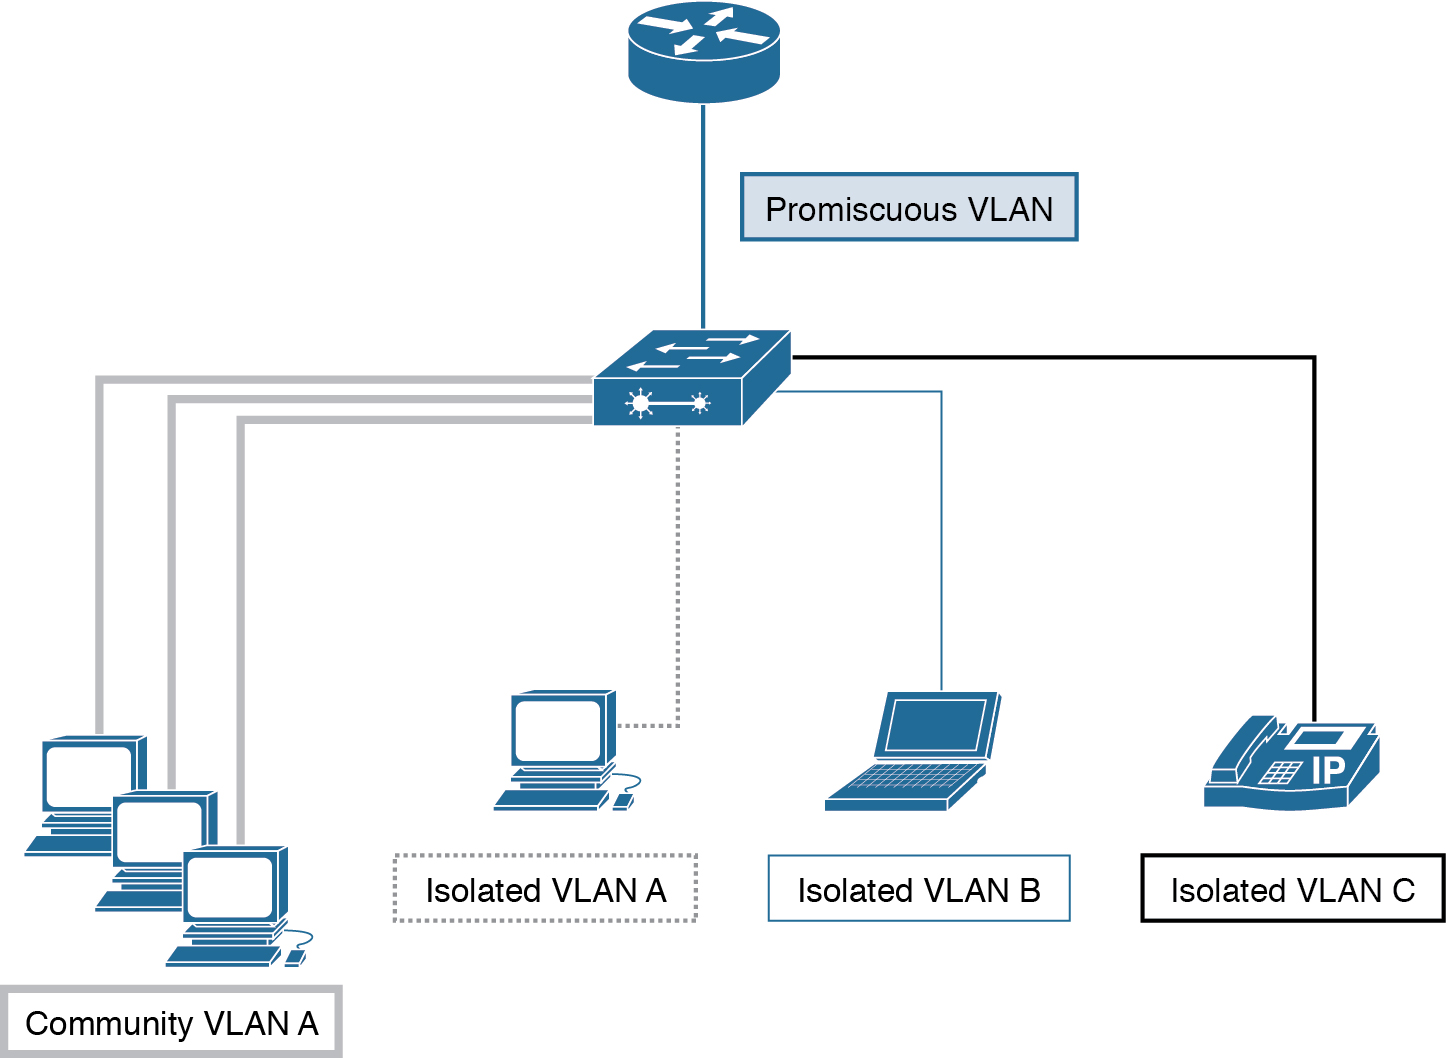 Promiscuous VLAN
IP
Isolated VLAN A
Isolated VLAN B
Isolated VLAN C
Community VLAN A